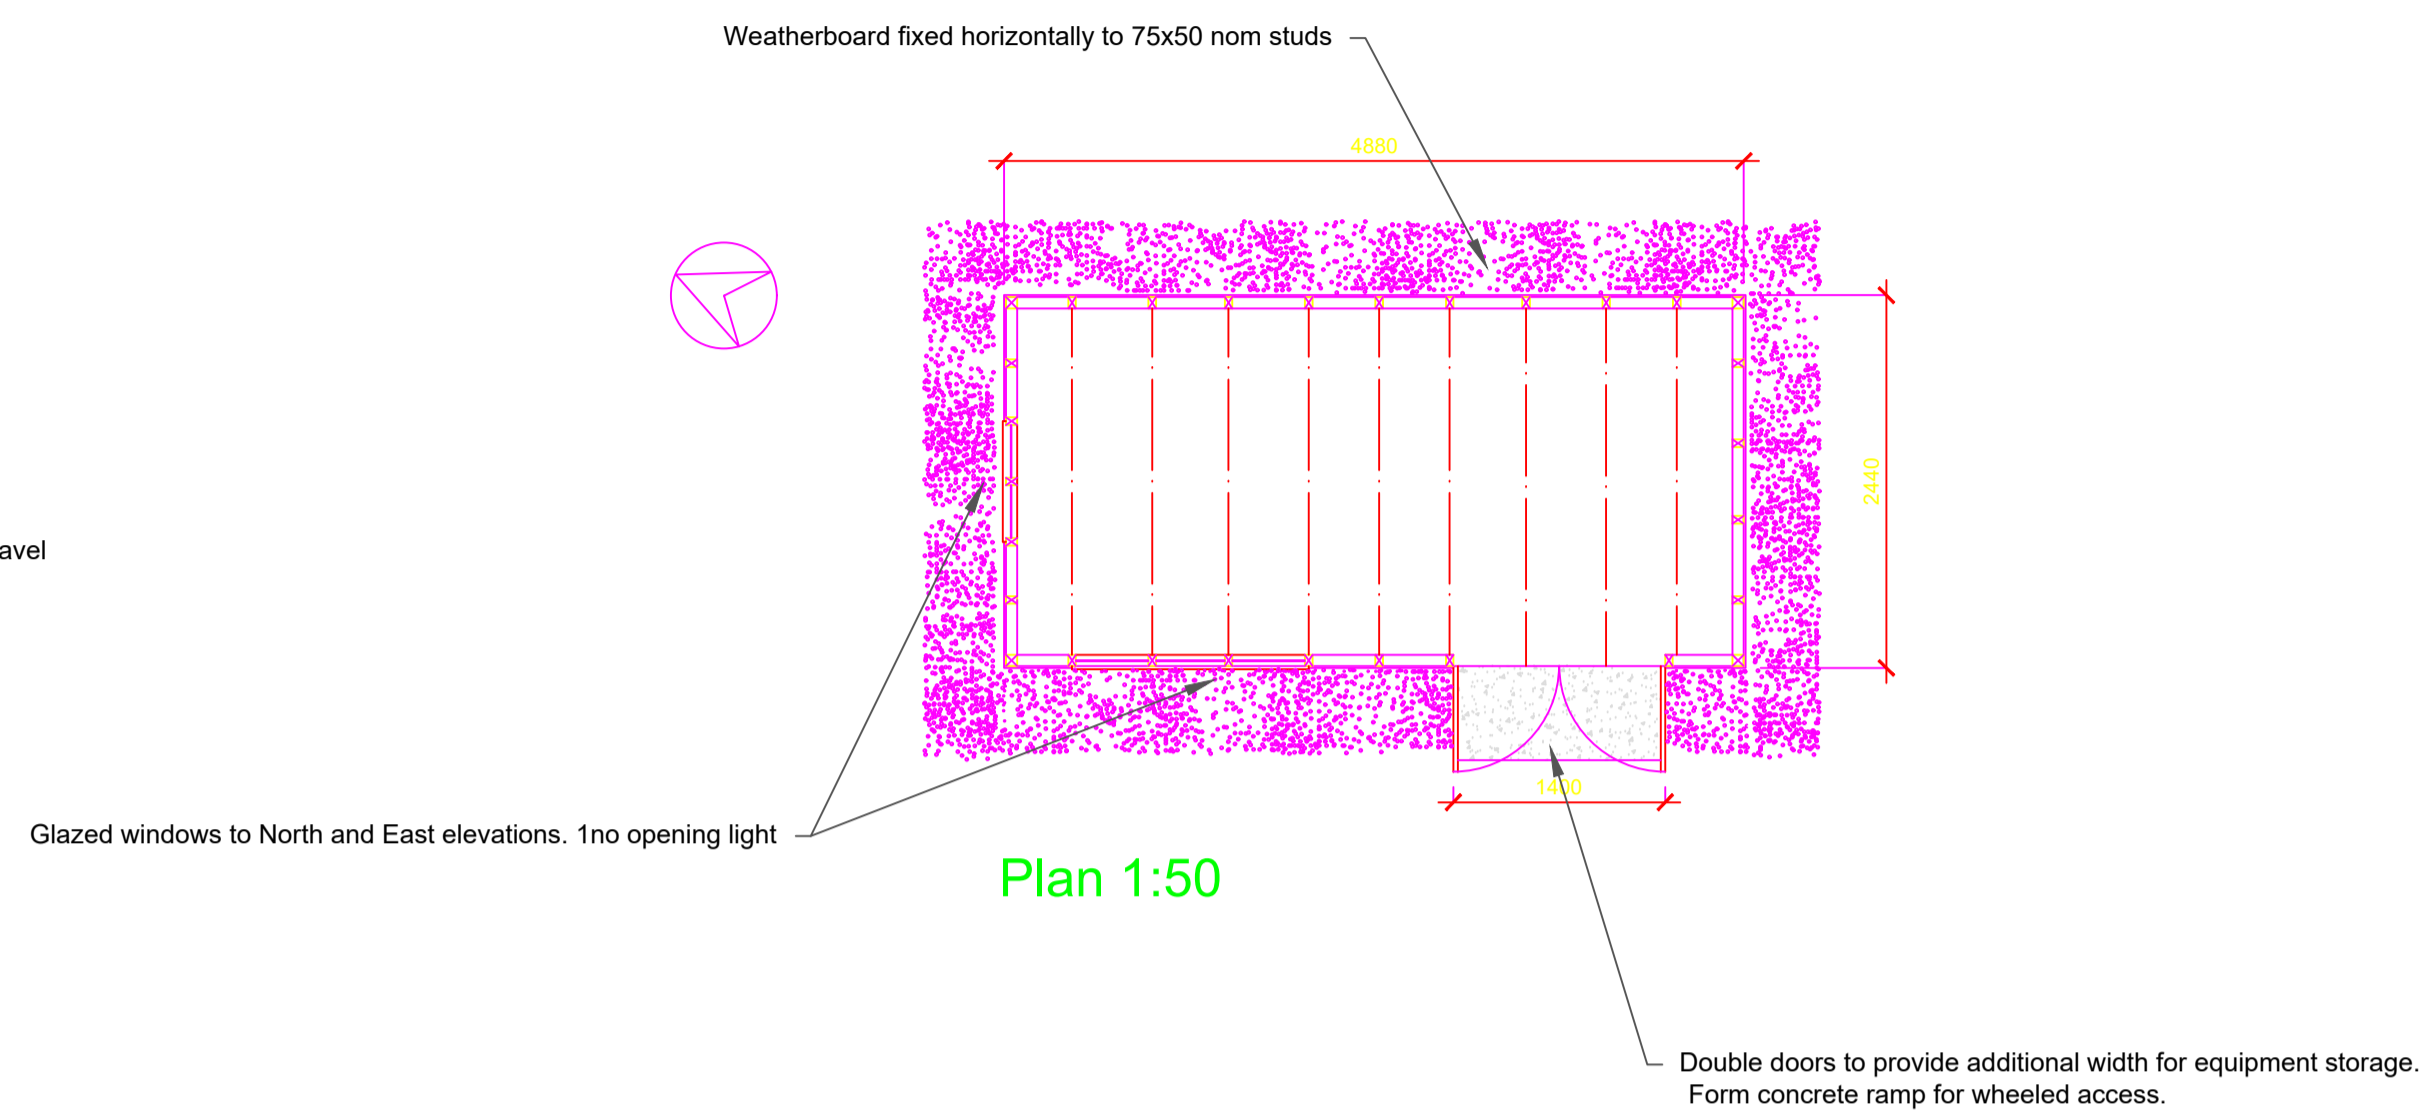 Weatherboard fixed horizontally to 75x50 nom studs
4880
2440
avel
1400
Glazed windows to North and East elevations. 1no opening light
Plan 1:50
Double doors to provide additional width for equipment storage.
Form concrete ramp for wheeled access.